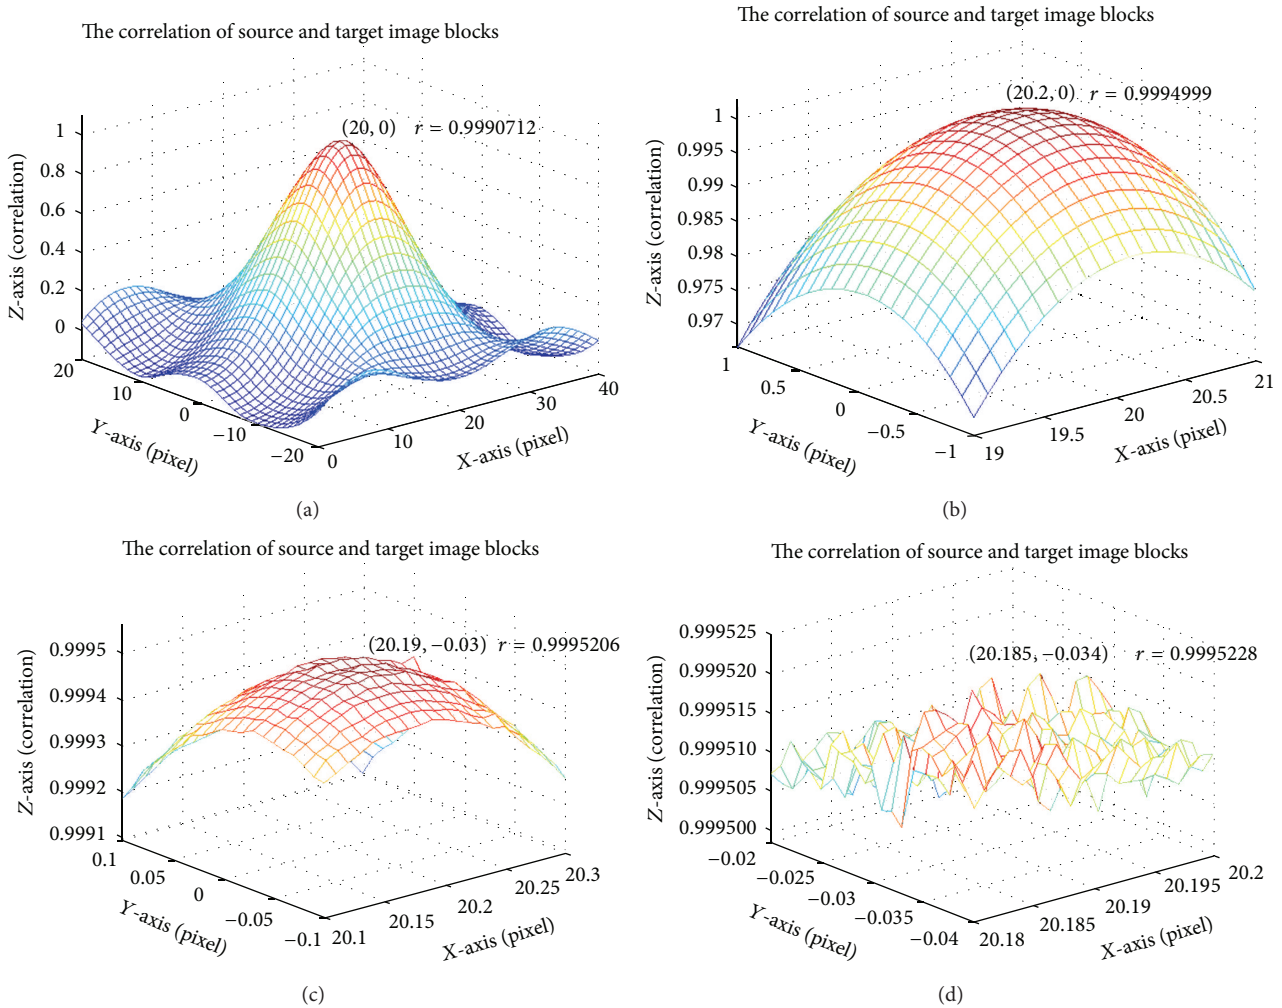 The correlation of source and target image blocks
(20, 0) r = 0.9990712
Z-axis (correlation)
1
0.8
0.6
0.4
0.2
0
20
10
0
−10
−20
Y-axis (pixel)
0
10
20
30
40
X-axis (pixel)
(a)
The correlation of source and target image blocks
(20.2, 0) r = 0.9994999
Z-axis (correlation)
1
0.995
0.99
0.985
0.98
0.975
0.97
1
0.5
0
−0.5
−1
Y-axis (pixel)
19
19.5
20
20.5
21
X-axis (pixel)
(b)
The correlation of source and target image blocks
(20.19, −0.03) r = 0.9995206
Z-axis (correlation)
0.9995
0.9994
0.9993
0.9992
0.9991
0.1
0.05
0
−0.05
−0.1
Y-axis (pixel)
20.1
20.15
20.2
20.25
20.3
X-axis (pixel)
(c)
The correlation of source and target image blocks
(20.185, −0.034) r = 0.9995228
Z-axis (correlation)
0.999525
0.999520
0.999515
0.999510
0.999505
0.999500
−0.02
−0.025
−0.03
−0.035
−0.04
Y-axis (pixel)
20.18
20.185
20.19
20.195
20.2
X-axis (pixel)
(d)